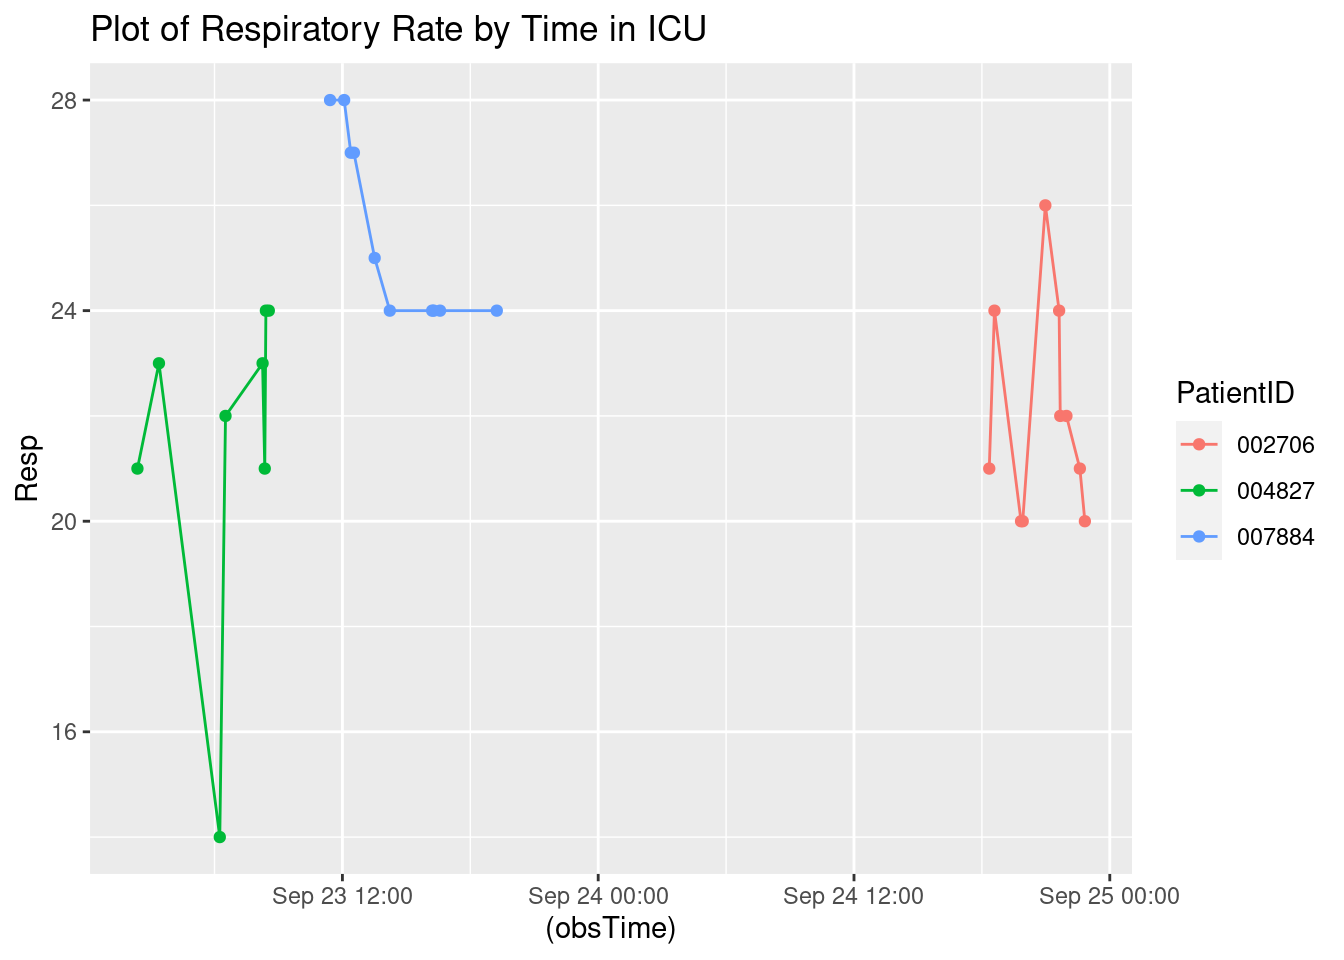 Plot of Respiratory Rate by Time in ICU
28
24
20
16
Resp
Sep 23 12:00
Sep 24 00:00
Sep 24 12:00
Sep 25 00:00
(obsTime)
PatientID
002706
004827
007884